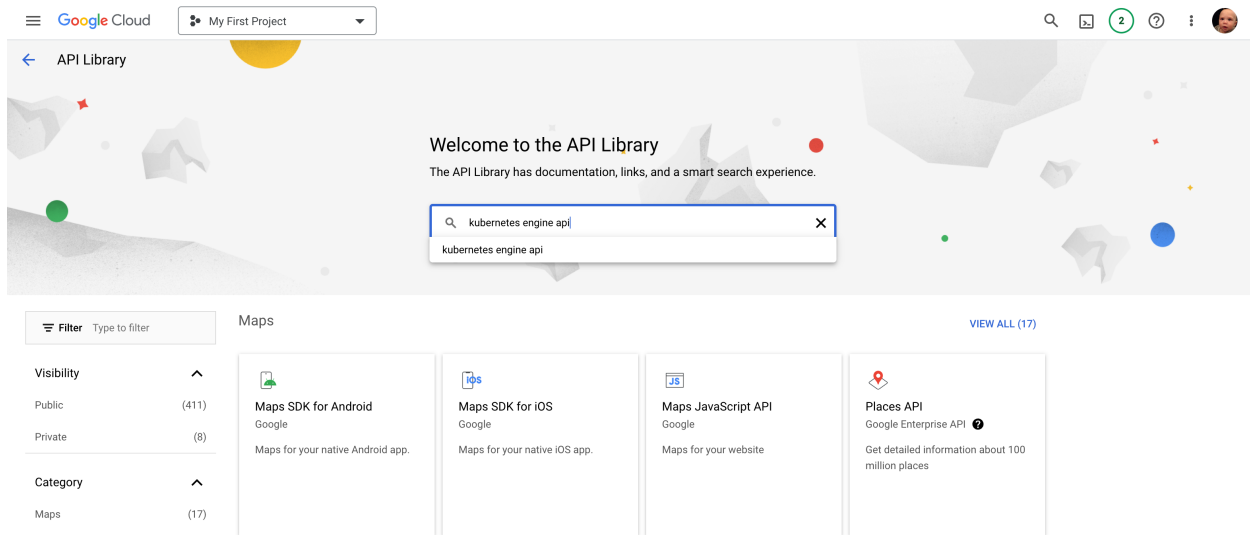 Google Cloud
My First Project
2
API Library
Welcome to the API Library
The API Library has documentation, links, and a smart search experience.
kubernetes engine api
kubernetes engine api
Filter Type to filter
Visibility
Public (411)
Private (8)
Category
Maps (17)
Maps
VIEW ALL (17)
Maps SDK for Android
Google
Maps for your native Android app.
iOS
Maps SDK for iOS
Google
Maps for your native iOS app.
JS
Maps JavaScript API
Google
Maps for your website
Places API
Google Enterprise API ?
Get detailed information about 100
million places